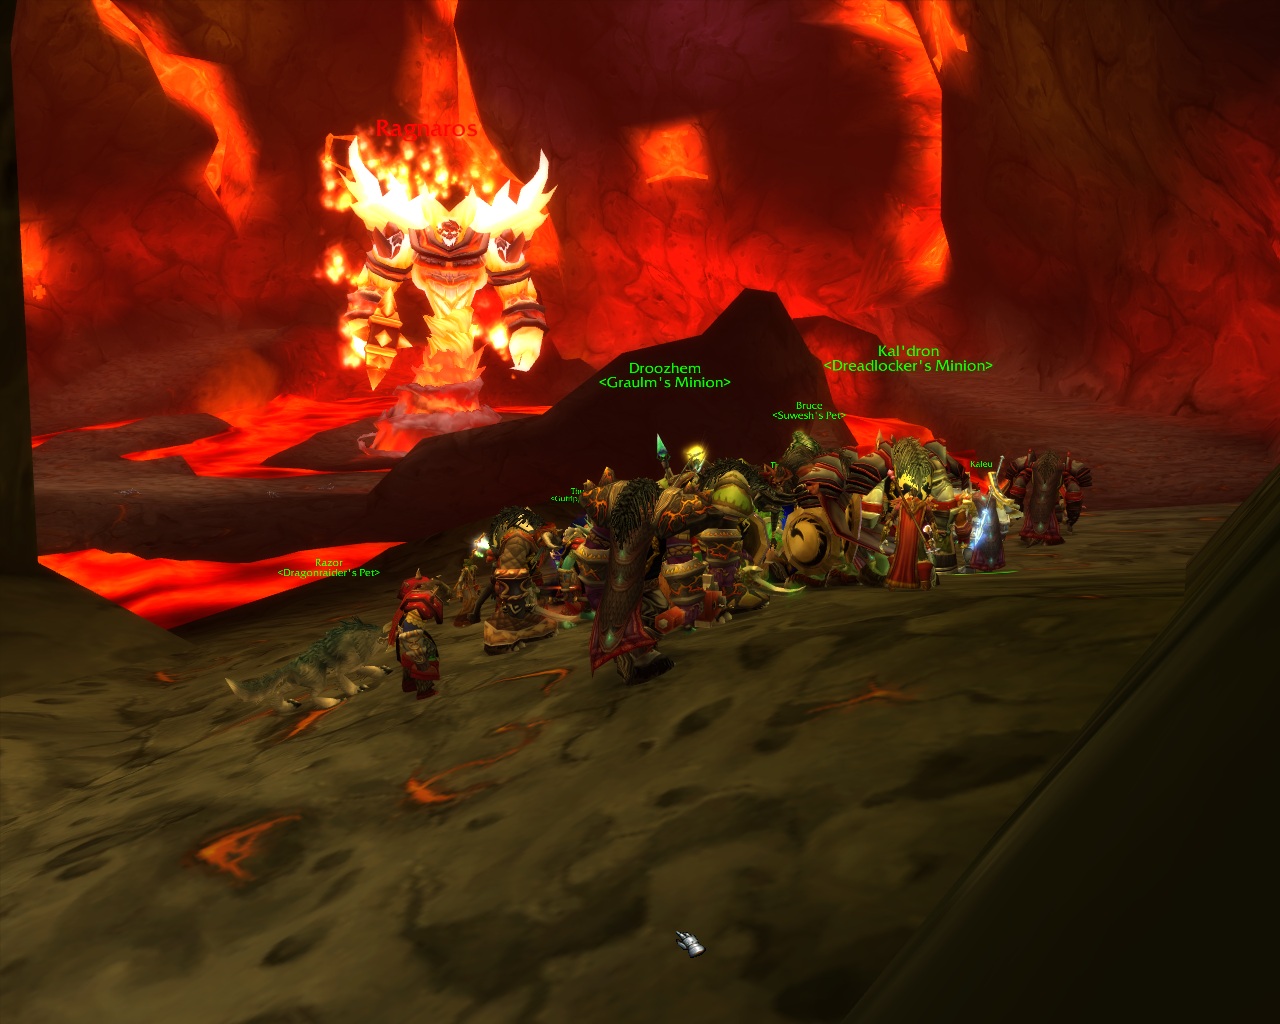 Ragnaros
Droozhem
<Graulm's Minion>
Kal'dron
<Dreadlocker's Minion>
Bruce
<Suwesh's Pet>
Kaleu
Razor
<Dragonraider's Pet>